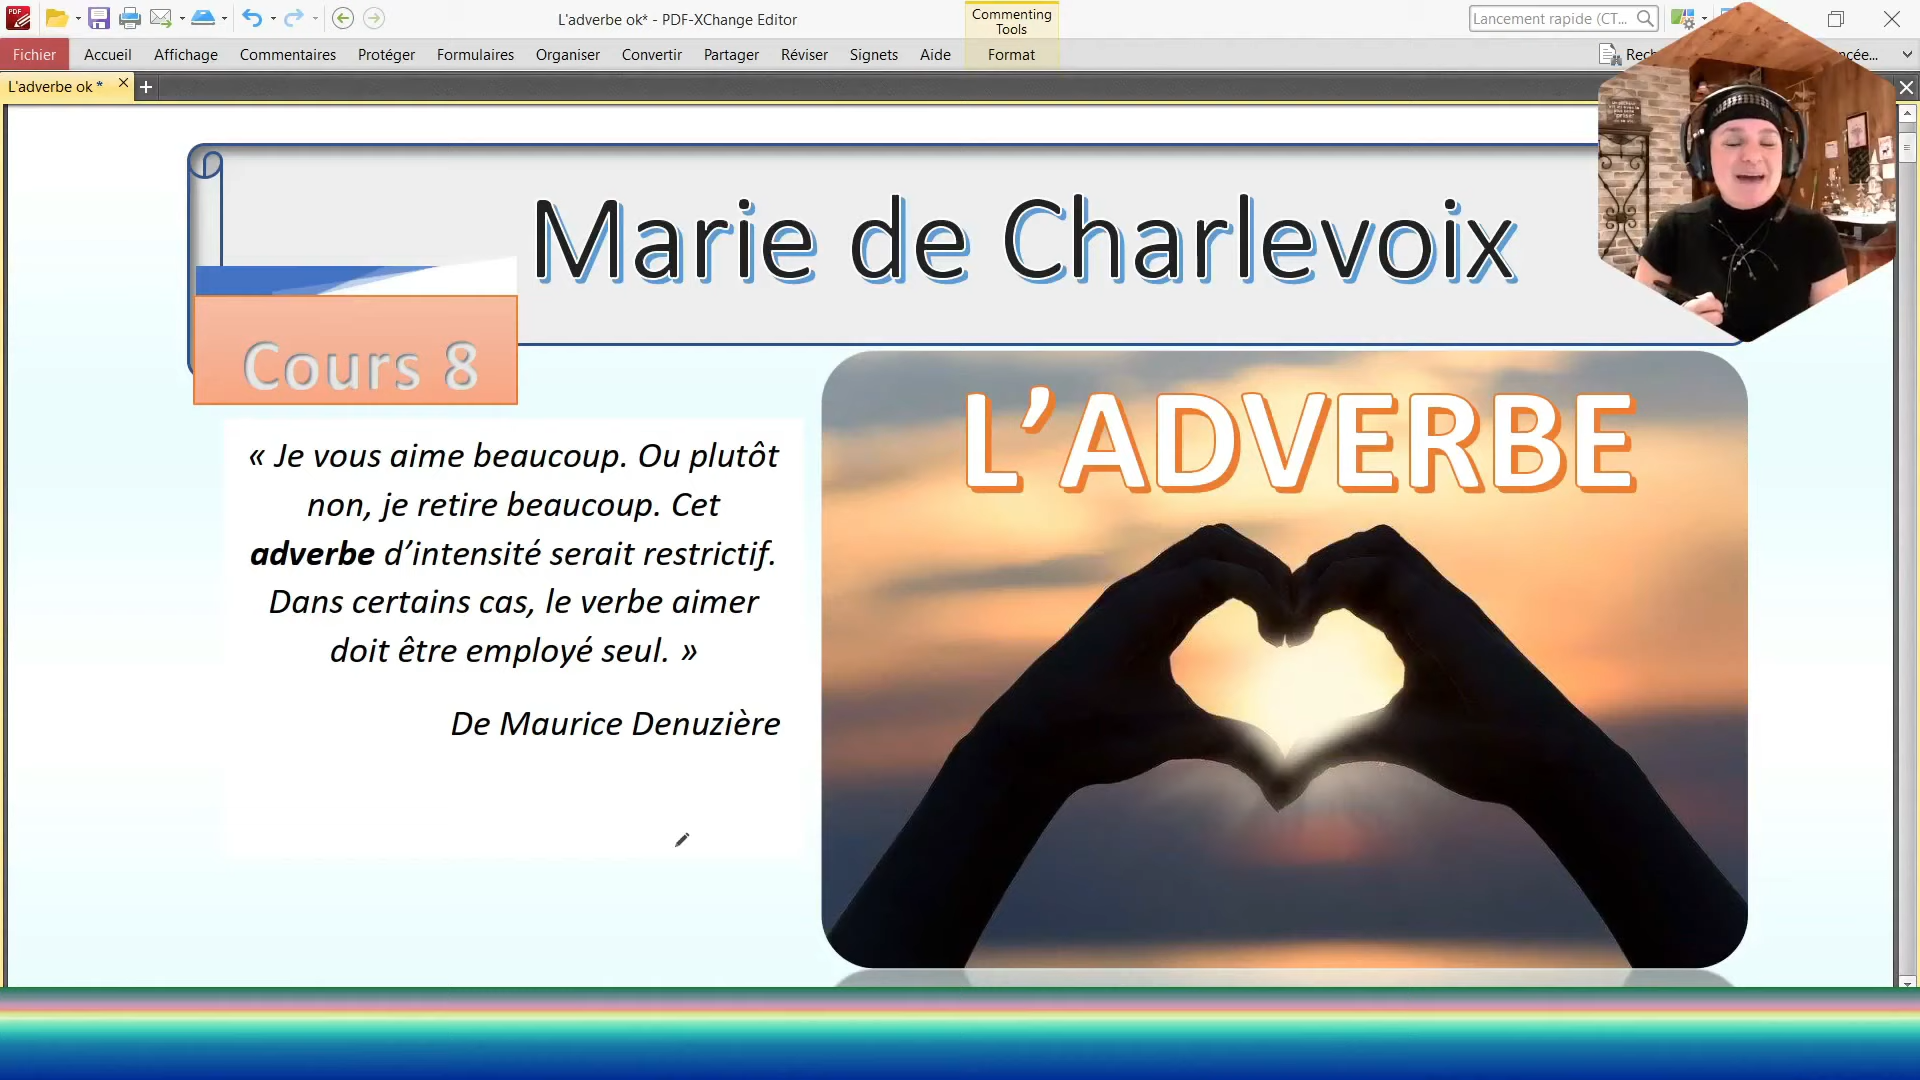 L'adverbe ok* - PDF-XChange Editor
Commenting
Tools
Lancement rapide (CT...
Fichier Accueil Affichage Commentaires Protéger Formulaires Organiser Convertir Partager Réviser Signets Aide Format
L'adverbe ok *
Marie de Charlevoix
Cours 8
L’ADVERBE
« Je vous aime beaucoup. Ou plutôt
non, je retire beaucoup. Cet
adverbe d’intensité serait restrictif.
Dans certains cas, le verbe aimer
doit être employé seul. »
De Maurice Denuzière